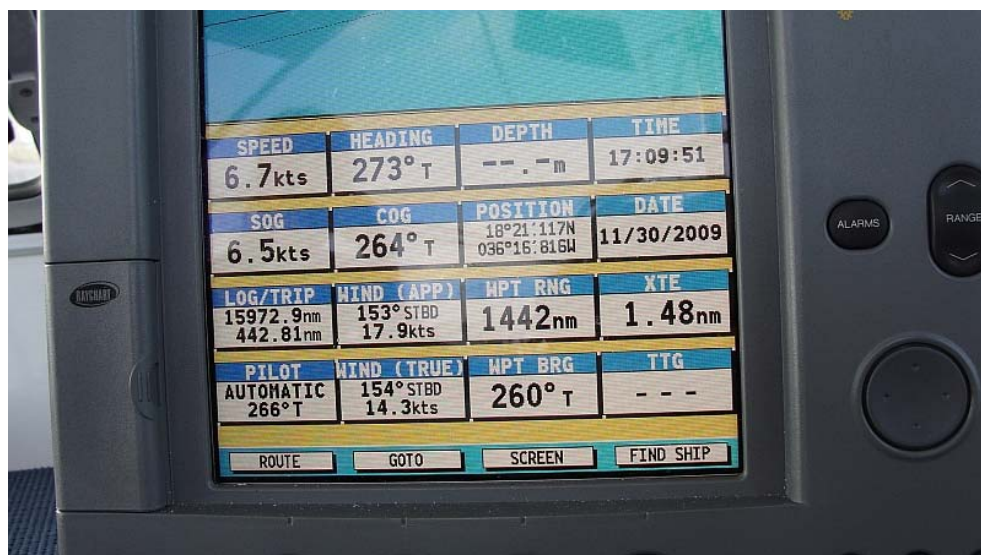 SPEED
6.7kts
HEADING
273°T
DEPTH
--.-m
TIME
17:09:51
SOG
6.5kts
COG
264°T
POSITION
18°21.117N
036°16.816W
DATE
11/30/2009
LOG/TRIP
15972.9nm
442.81nm
WIND (APP)
153° STBD
17.9kts
WPT RNG
1442nm
XTE
1.48nm
PILOT
AUTOMATIC
266°T
WIND (TRUE)
154° STBD
14.3kts
WPT BRG
260°T
TTG
---
ROUTE
GOTO
SCREEN
FIND SHIP
ALARMS
RANGE
RAYCHART